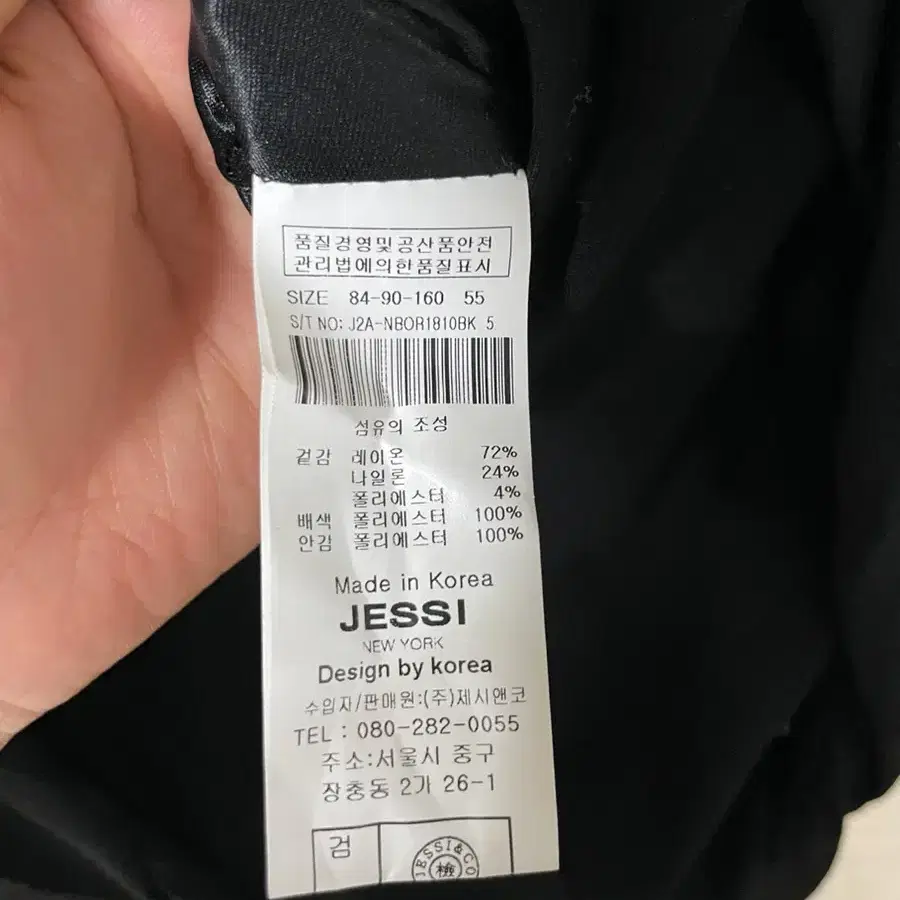 품질경영및공산품안전
관리법에의한품질표시
SIZE 84-90-160 55
S/T NO: J2A-NBOR1810BK 5
섬유의 조성
겉감 레이온 72%
나일론 24%
폴리에스터 4%
배색 폴리에스터 100%
안감 폴리에스터 100%
Made in Korea
JESSI
NEW YORK
Design by korea
수입자/판매원:(주)제시앤코
TEL : 080-282-0055
주소:서울시 중구
장충동 2가 26-1
검
JESSI&CO
檢